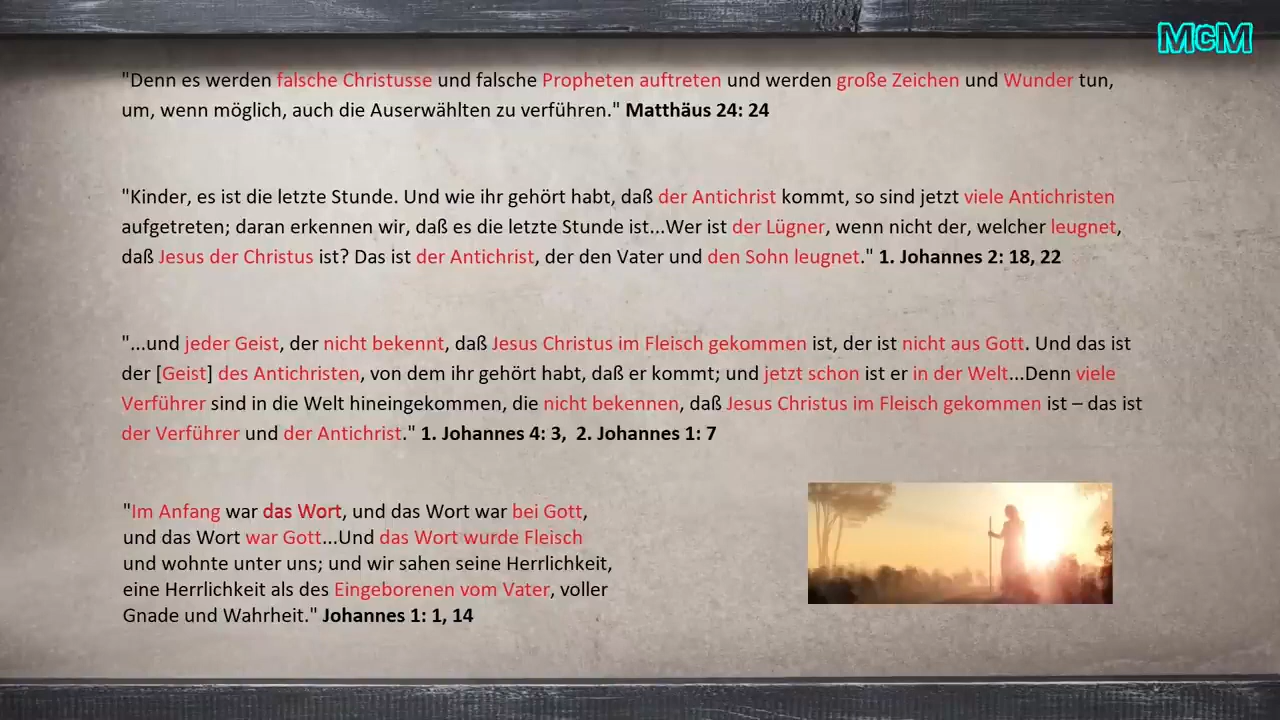 McM
"Denn es werden falsche Christusse und falsche Propheten auftreten und werden große Zeichen und Wunder tun,
um, wenn möglich, auch die Auserwählten zu verführen." Matthäus 24: 24
"Kinder, es ist die letzte Stunde. Und wie ihr gehört habt, daß der Antichrist kommt, so sind jetzt viele Antichristen
aufgetreten; daran erkennen wir, daß es die letzte Stunde ist...Wer ist der Lügner, wenn nicht der, welcher leugnet,
daß Jesus der Christus ist? Das ist der Antichrist, der den Vater und den Sohn leugnet." 1. Johannes 2: 18, 22
"...und jeder Geist, der nicht bekennt, daß Jesus Christus im Fleisch gekommen ist, der ist nicht aus Gott. Und das ist
der [Geist] des Antichristen, von dem ihr gehört habt, daß er kommt; und jetzt schon ist er in der Welt...Denn viele
Verführer sind in die Welt hineingekommen, die nicht bekennen, daß Jesus Christus im Fleisch gekommen ist – das ist
der Verführer und der Antichrist." 1. Johannes 4: 3, 2. Johannes 1: 7
"Im Anfang war das Wort, und das Wort war bei Gott,
und das Wort war Gott...Und das Wort wurde Fleisch
und wohnte unter uns; und wir sahen seine Herrlichkeit,
eine Herrlichkeit als des Eingeborenen vom Vater, voller
Gnade und Wahrheit." Johannes 1: 1, 14